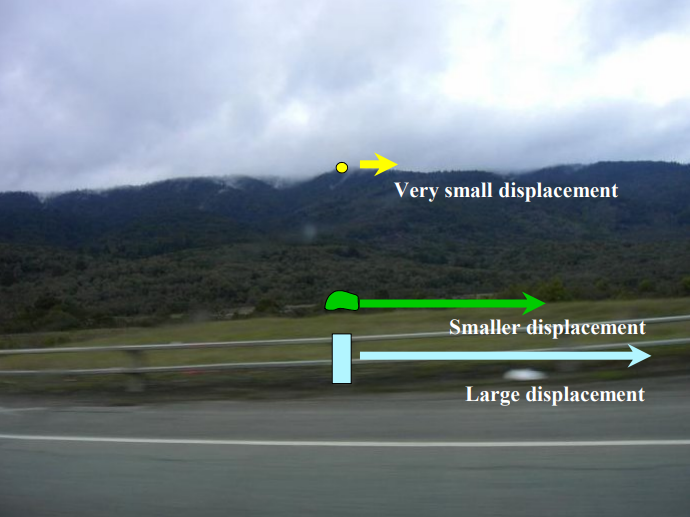 Very small displacement
Smaller displacement
Large displacement